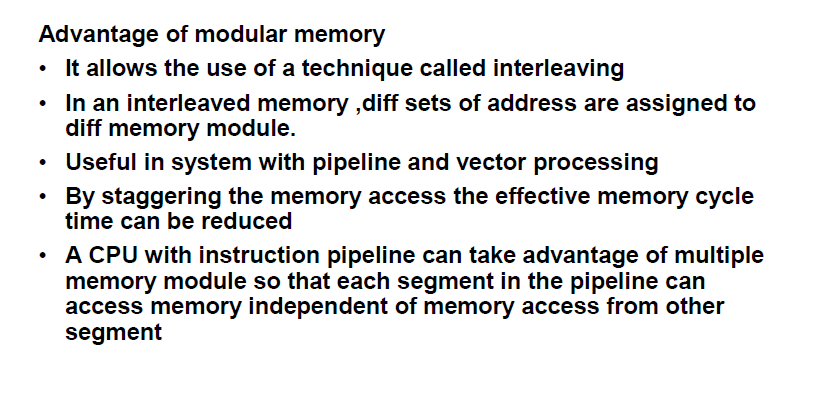 Advantage of modular memory
• It allows the use of a technique called interleaving
• In an interleaved memory ,diff sets of address are assigned to
diff memory module.
• Useful in system with pipeline and vector processing
• By staggering the memory access the effective memory cycle
time can be reduced
• A CPU with instruction pipeline can take advantage of multiple
memory module so that each segment in the pipeline can
access memory independent of memory access from other
segment